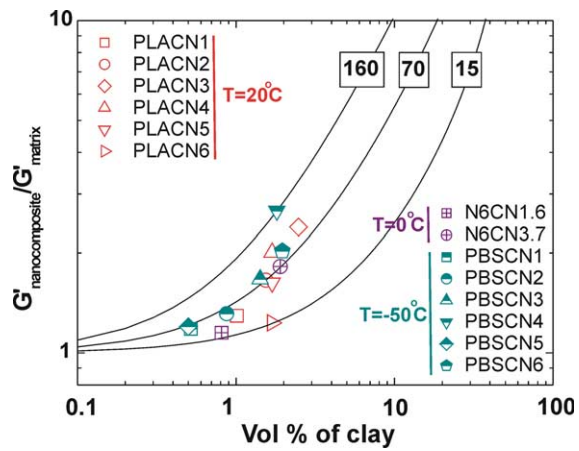 10
1
G'nanocomposite/G'matrix
PLACN1
PLACN2
PLACN3
PLACN4
PLACN5
PLACN6
T=20°C
160
70
15
T=0°C
N6CN1.6
N6CN3.7
T=-50°C
PBSCN1
PBSCN2
PBSCN3
PBSCN4
PBSCN5
PBSCN6
0.1 1 10 100
Vol % of clay